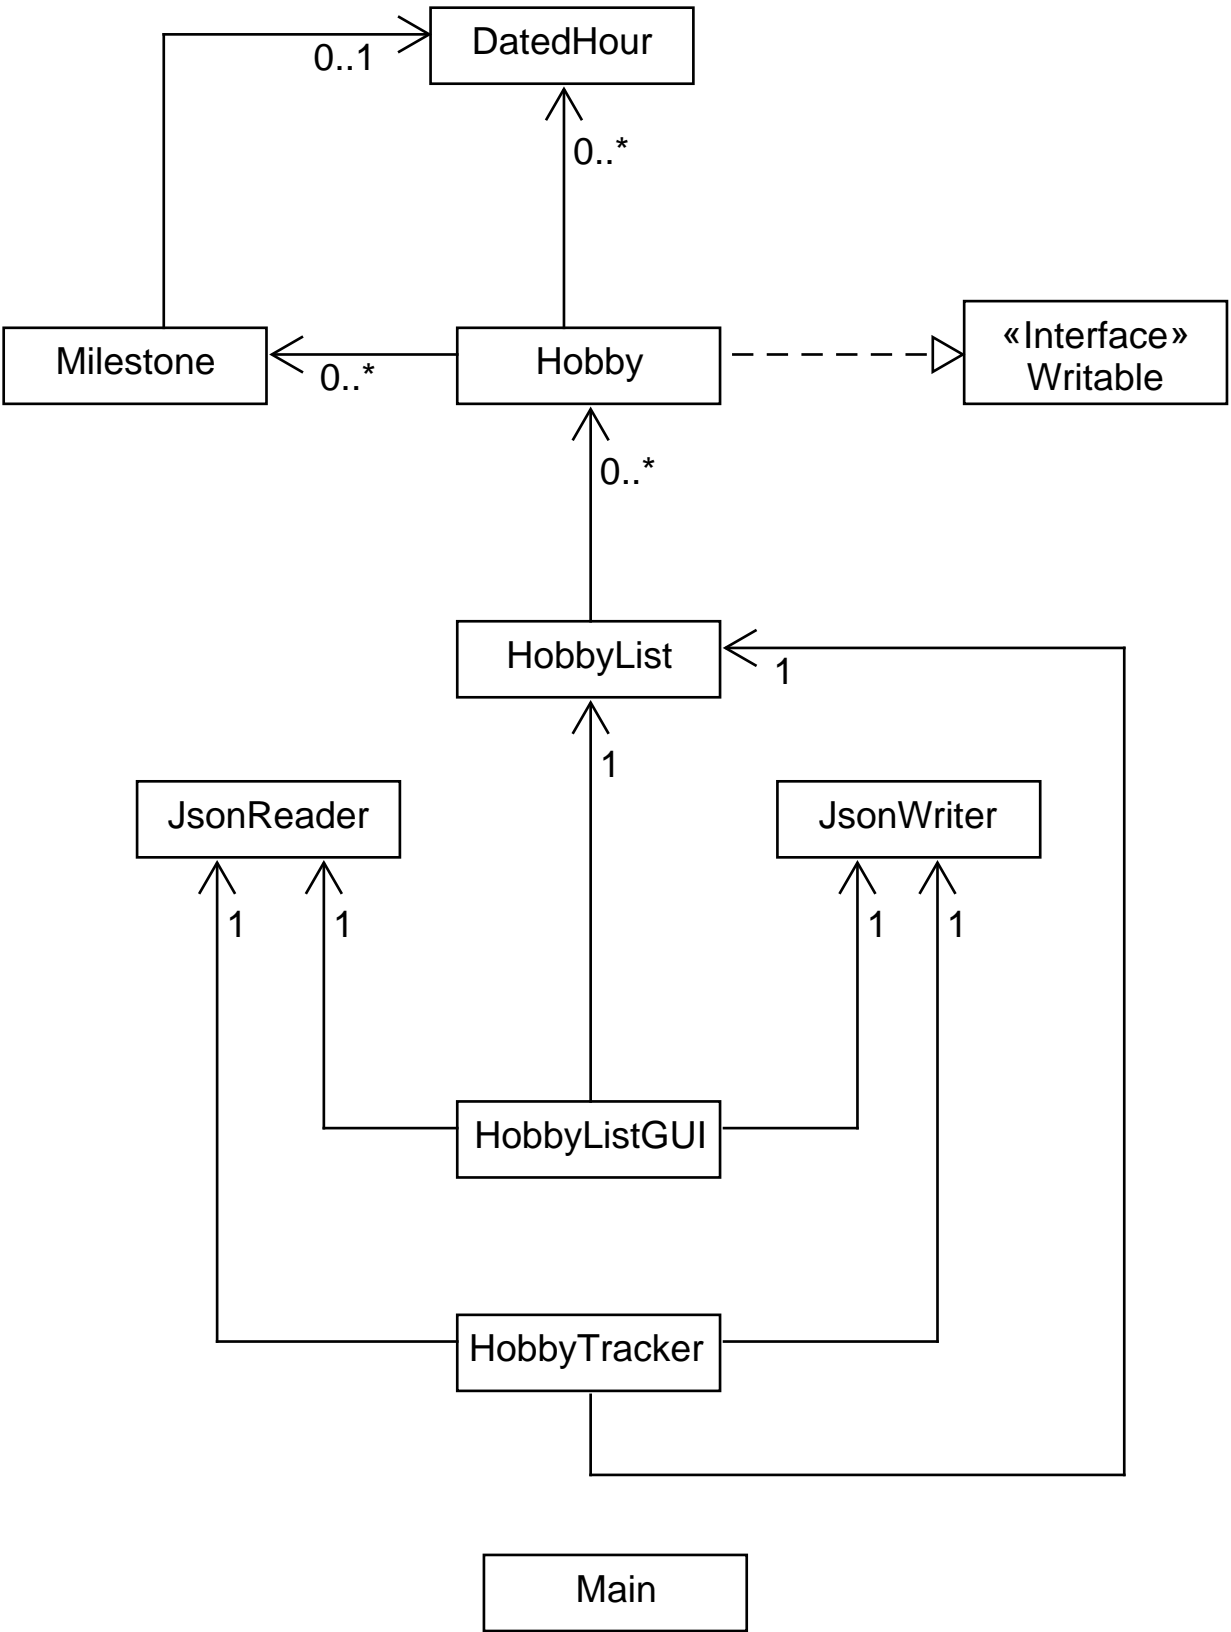 DatedHour
0..1
0..*
Milestone
0..*
Hobby
«Interface»
Writable
0..*
HobbyList
1
1
JsonReader
JsonWriter
1
1
1
1
HobbyListGUI
HobbyTracker
Main